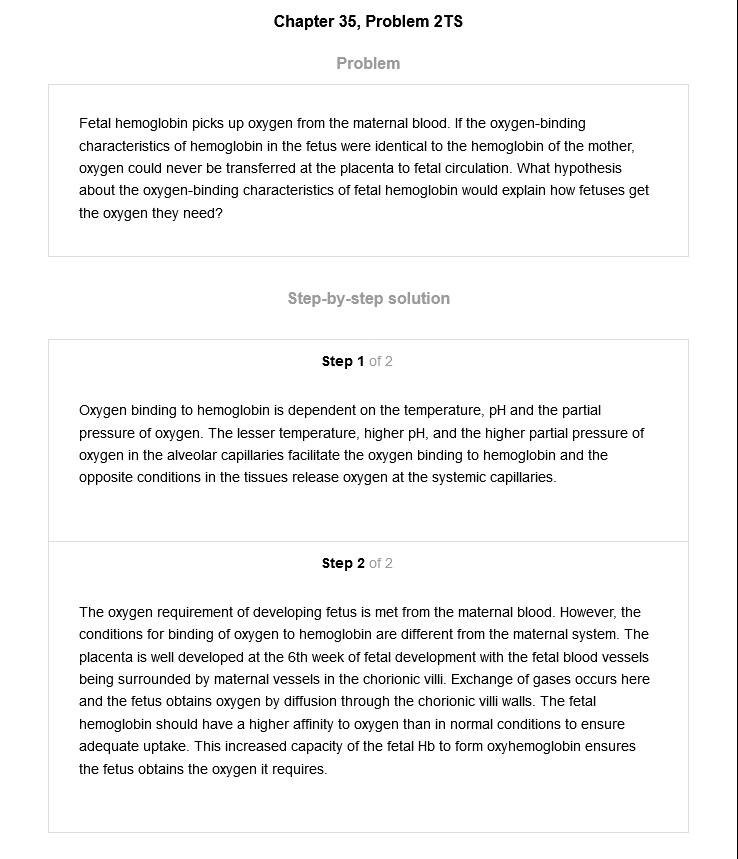 Chapter 35, Problem 2TS
Problem
Fetal hemoglobin picks up oxygen from the maternal blood. If the oxygen-binding
characteristics of hemoglobin in the fetus were identical to the hemoglobin of the mother,
oxygen could never be transferred at the placenta to fetal circulation. What hypothesis
about the oxygen-binding characteristics of fetal hemoglobin would explain how fetuses get
the oxygen they need?
Step-by-step solution
Step 1 of 2
Oxygen binding to hemoglobin is dependent on the temperature, pH and the partial
pressure of oxygen. The lesser temperature, higher pH, and the higher partial pressure of
oxygen in the alveolar capillaries facilitate the oxygen binding to hemoglobin and the
opposite conditions in the tissues release oxygen at the systemic capillaries.
Step 2 of 2
The oxygen requirement of developing fetus is met from the maternal blood. However, the
conditions for binding of oxygen to hemoglobin are different from the maternal system. The
placenta is well developed at the 6th week of fetal development with the fetal blood vessels
being surrounded by maternal vessels in the chorionic villi. Exchange of gases occurs here
and the fetus obtains oxygen by diffusion through the chorionic villi walls. The fetal
hemoglobin should have a higher affinity to oxygen than in normal conditions to ensure
adequate uptake. This increased capacity of the fetal Hb to form oxyhemoglobin ensures
the fetus obtains the oxygen it requires.